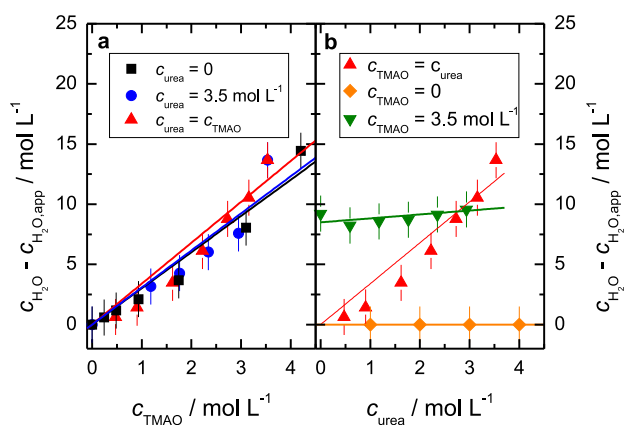 a
c_urea = 0
c_urea = 3.5 mol L⁻¹
c_urea = c_TMAO
b
c_TMAO = c_urea
c_TMAO = 0
c_TMAO = 3.5 mol L⁻¹
25
20
15
10
5
0
c_H₂O - c_H₂O,app / mol L⁻¹
0 1 2 3 4
c_TMAO / mol L⁻¹
0 1 2 3 4
c_urea / mol L⁻¹
25
20
15
10
5
0
c_H₂O - c_H₂O,app / mol L⁻¹